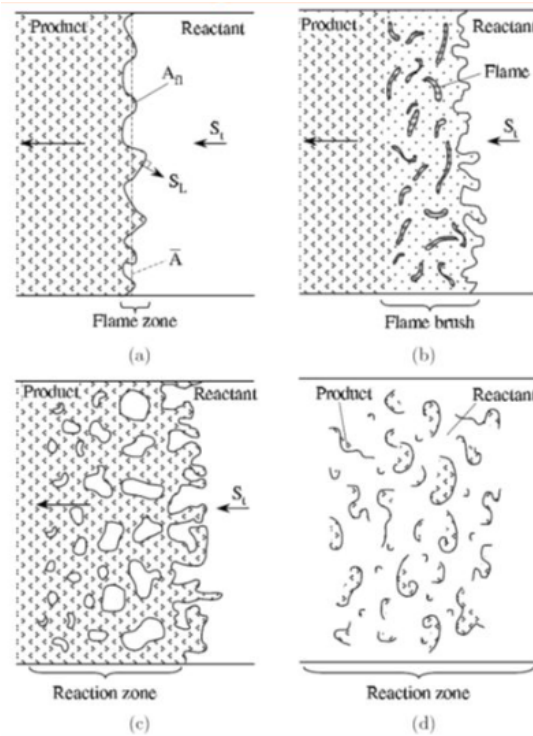 Product Reactant
A_fl
S_t
S_L
Ā
Flame zone
(a)
Product Reactant
Flame
S_t
Flame brush
(b)
Product Reactant
S_t
Reaction zone
(c)
Product Reactant
Reaction zone
(d)